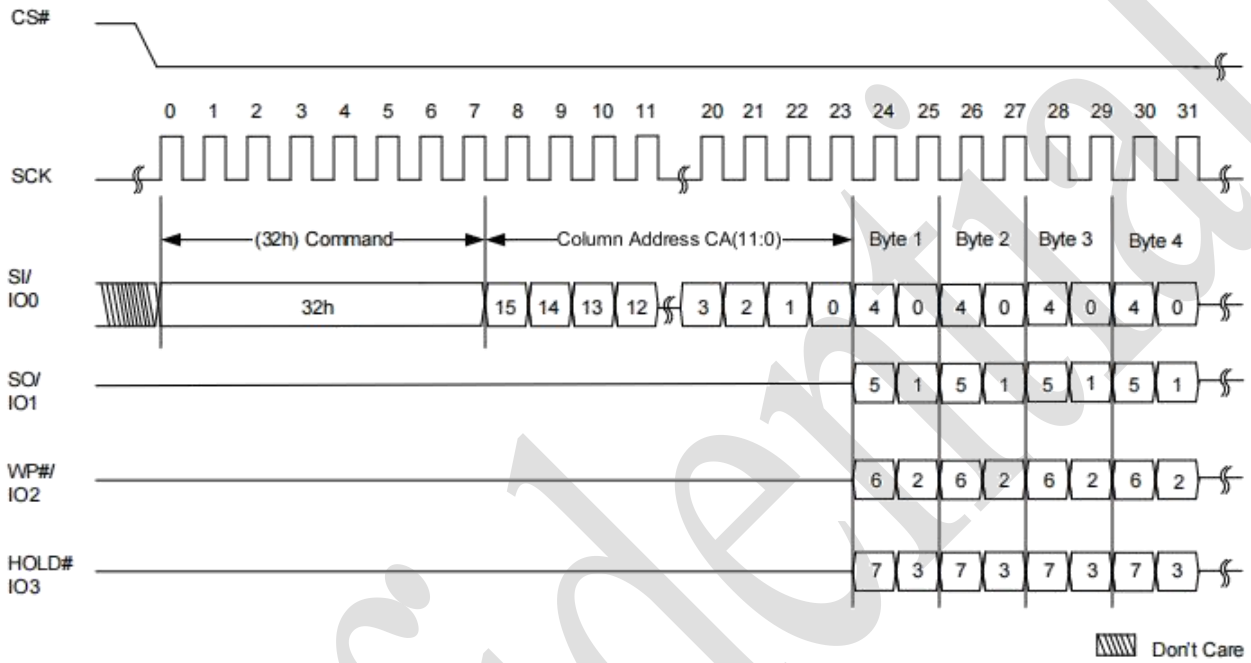 CS#
0 1 2 3 4 5 6 7 8 9 10 11 20 21 22 23 24 25 26 27 28 29 30 31
SCK
(32h) Command Column Address CA(11:0) Byte 1 Byte 2 Byte 3 Byte 4
SI/
IO0
32h 15 14 13 12 3 2 1 0 4 0 4 0 4 0 4 0
SO/
IO1
5 1 5 1 5 1 5 1
WP#/
IO2
6 2 6 2 6 2 6 2
HOLD#
IO3
7 3 7 3 7 3 7 3
Don't Care